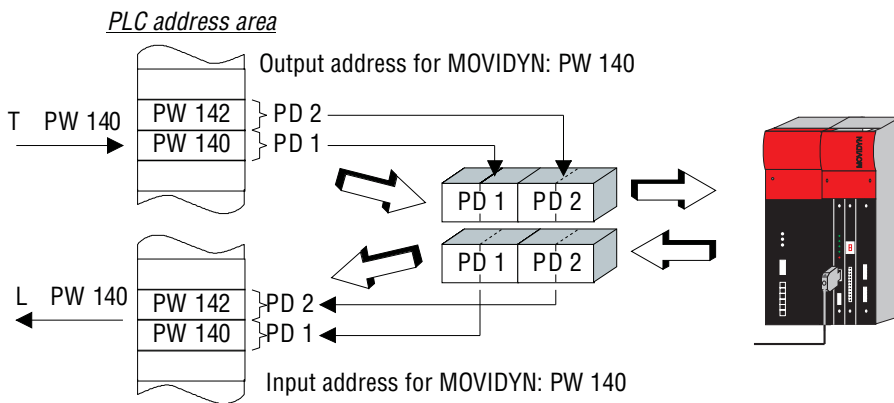 PLC address area
Output address for MOVIDYN: PW 140
T PW 140
PW 142 PD 2
PW 140 PD 1
PD 1 PD 2
PD 1 PD 2
L PW 140
PW 142 PD 2
PW 140 PD 1
Input address for MOVIDYN: PW 140
MOVIDYN
8